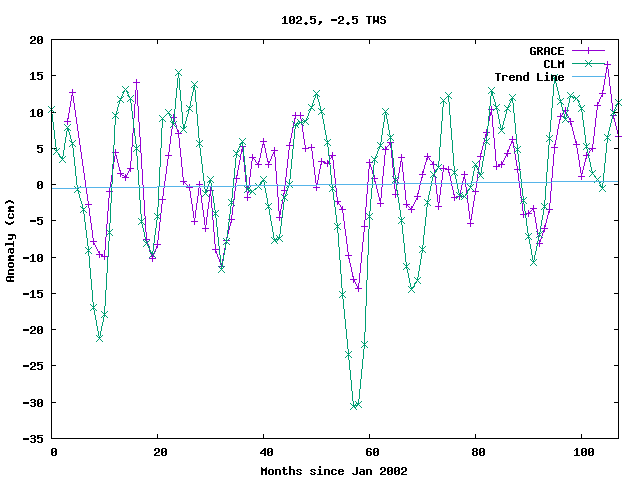 102.5, -2.5 TWS
GRACE
CLM
Trend Line
20
15
10
5
0
-5
-10
-15
-20
-25
-30
-35
Anomaly (cm)
0 20 40 60 80 100
Months since Jan 2002